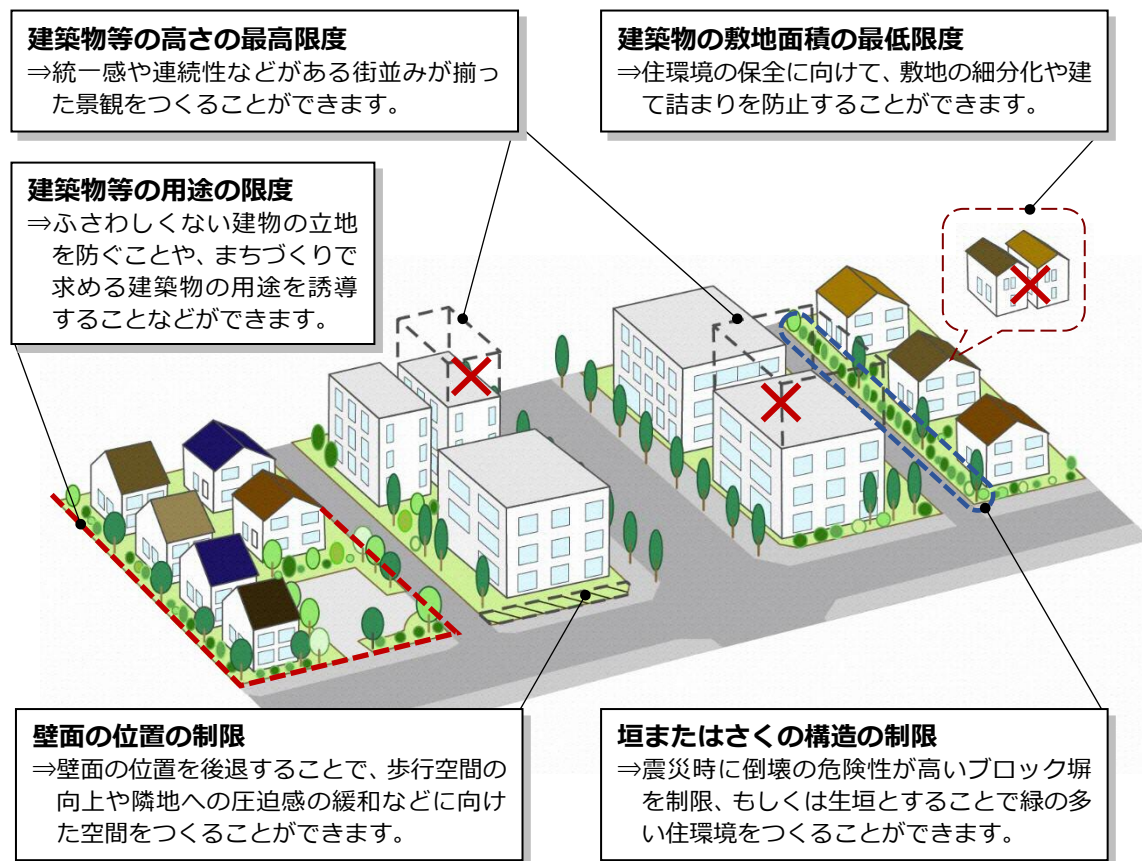 建築物等の高さの最高限度
⇒統一感や連続性などがある街並みが揃っ
た景観をつくることができます。
建築物の敷地面積の最低限度
⇒住環境の保全に向けて、敷地の細分化や建
て詰まりを防止することができます。
建築物等の用途の限度
⇒ふさわしくない建物の立地
を防ぐことや、まちづくりで
求める建築物の用途を誘導
することなどができます。
壁面の位置の制限
⇒壁面の位置を後退することで、歩行空間の
向上や隣地への圧迫感の緩和などに向け
た空間をつくることができます。
垣またはさくの構造の制限
⇒震災時に倒壊の危険性が高いブロック塀
を制限、もしくは生垣とすることで緑の多
い住環境をつくることができます。